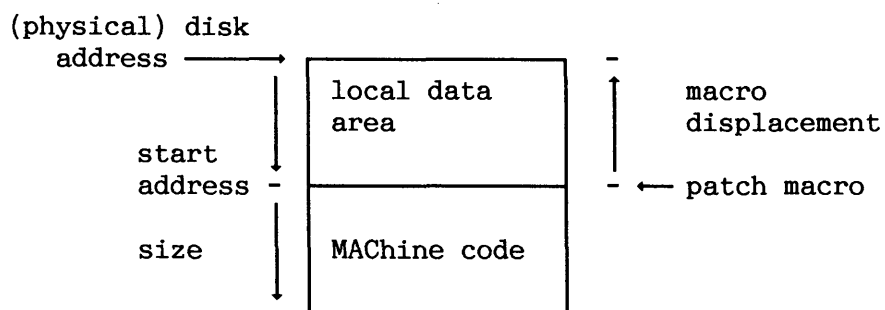 (physical) disk
address
local data
area
macro
displacement
start
address
patch macro
size
MAChine code